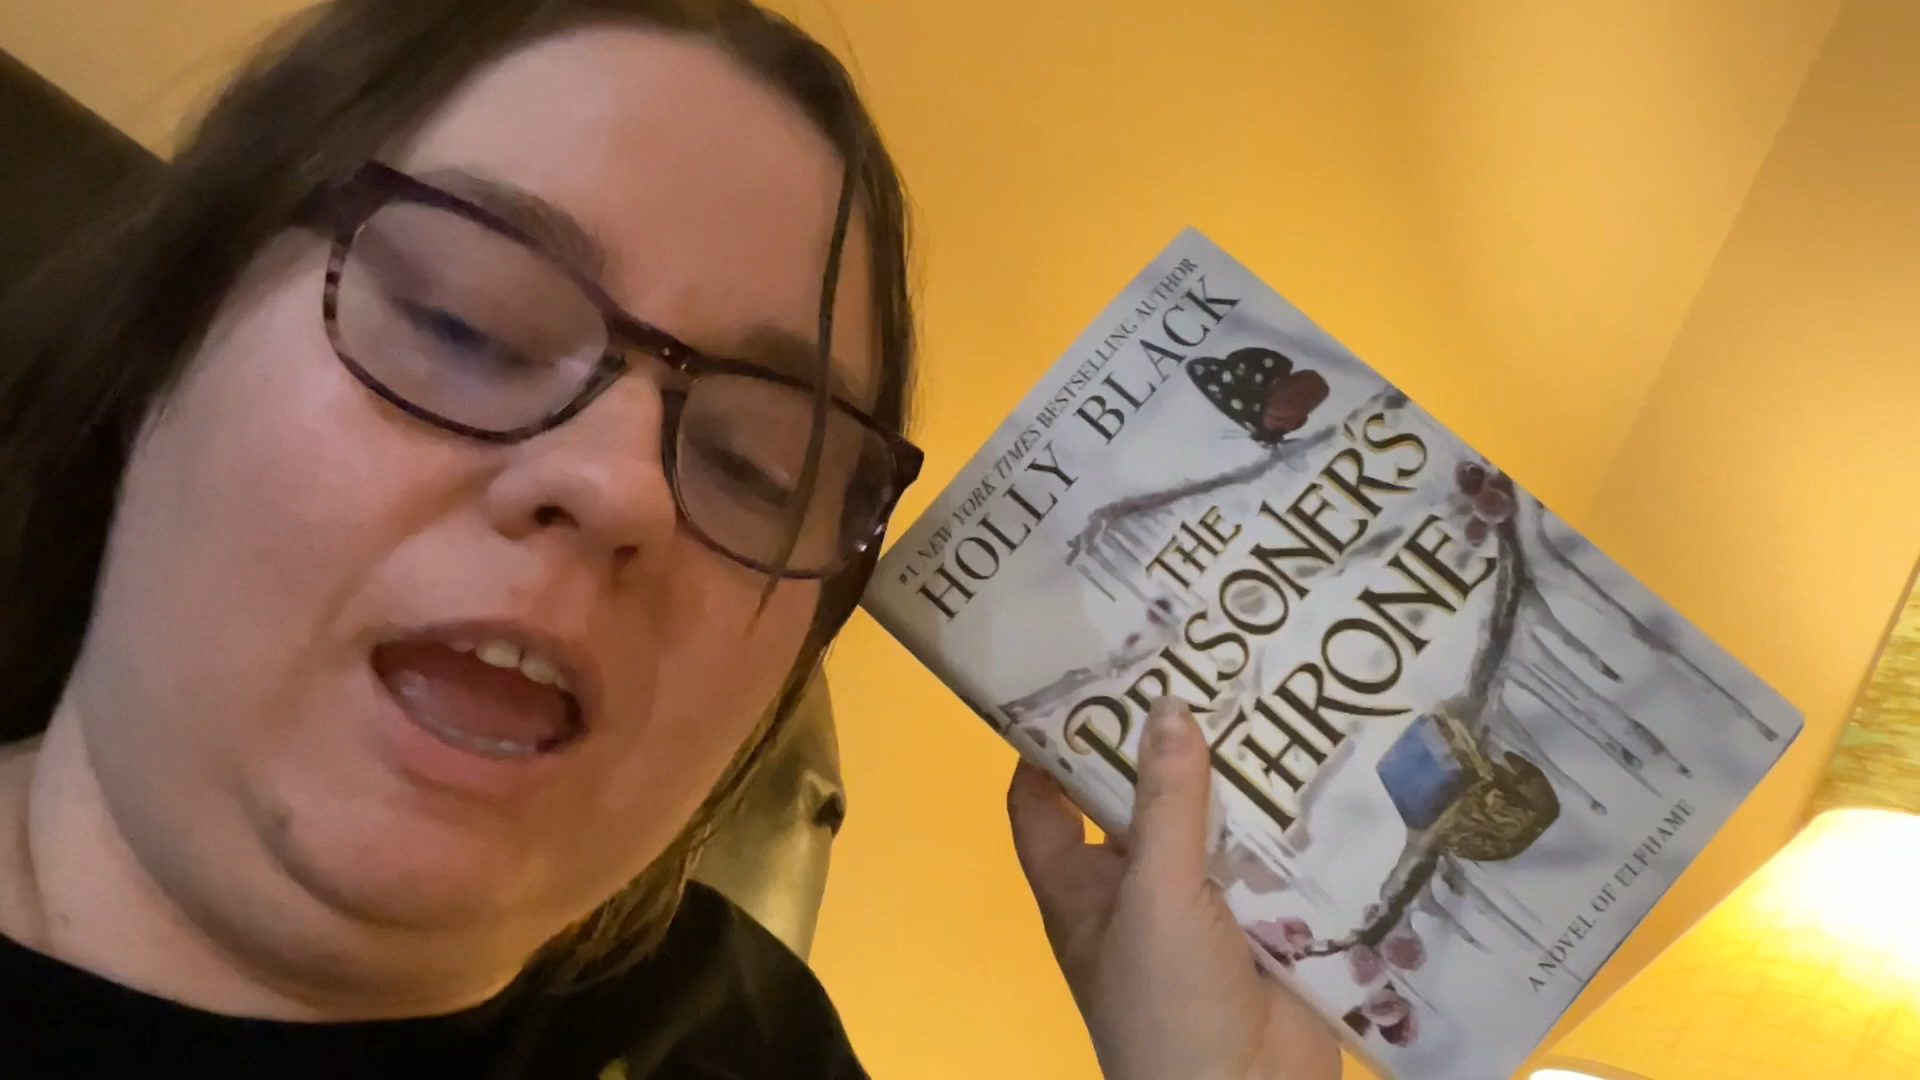 #1 NEW YORK TIMES BESTSELLING AUTHOR
HOLLY BLACK
THE
PRISONER'S
THRONE
A NOVEL OF ELFHAME